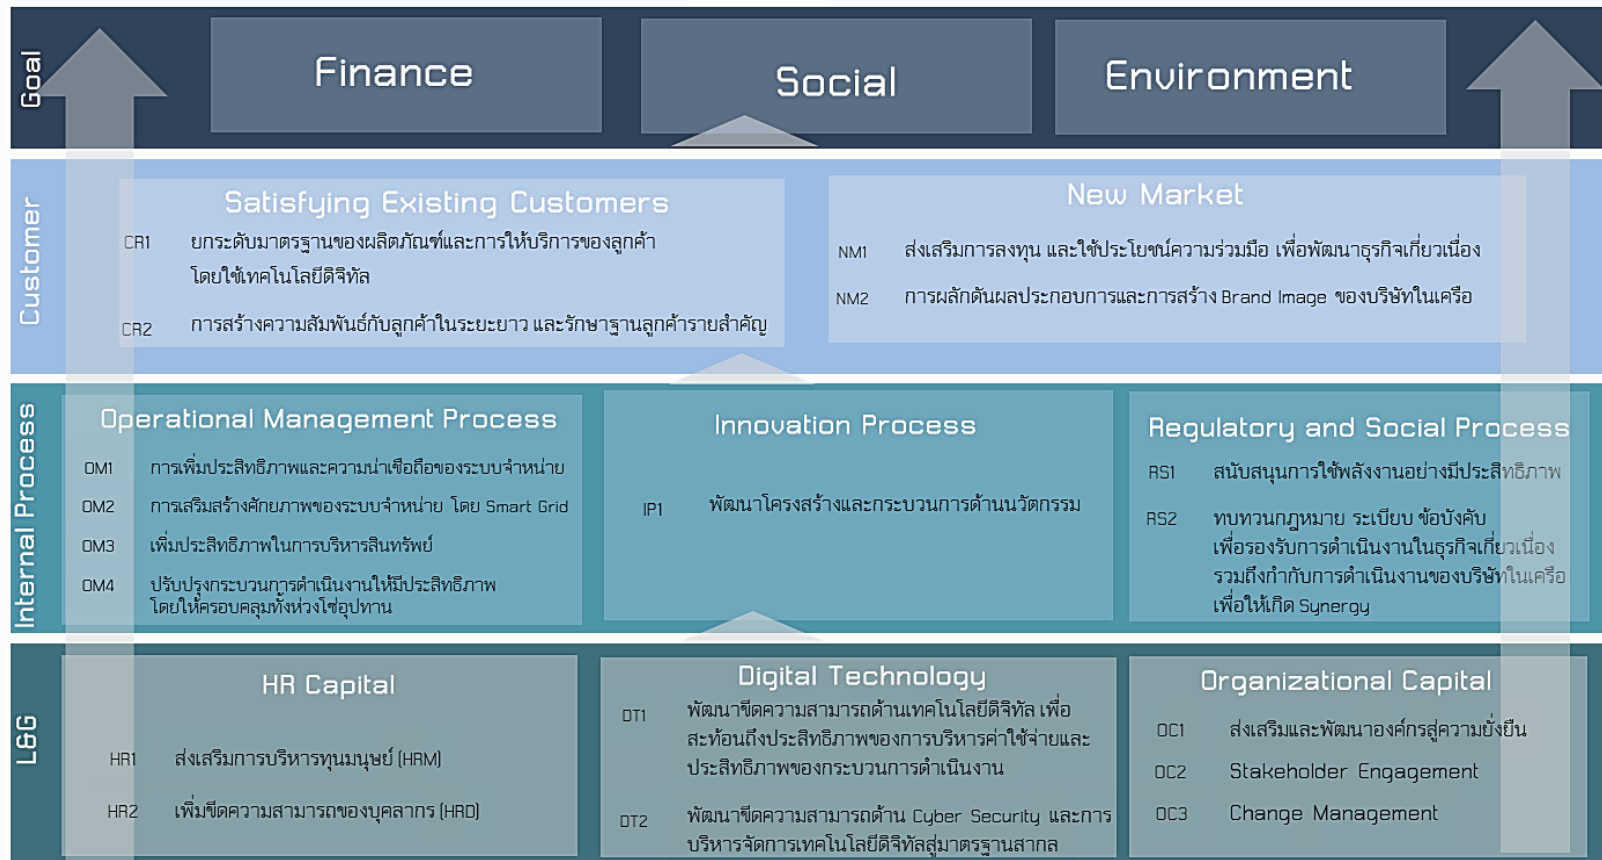 Goal
Finance
Social
Environment
Customer
Satisfying Existing Customers
CR1 ยกระดับมาตรฐานของผลิตภัณฑ์และการให้บริการของลูกค้า
โดยใช้เทคโนโลยีดิจิทัล
CR2 การสร้างความสัมพันธ์กับลูกค้าในระยะยาว และรักษาฐานลูกค้ารายสำคัญ
New Market
NM1 ส่งเสริมการลงทุน และใช้ประโยชน์ความร่วมมือ เพื่อพัฒนาธุรกิจเกี่ยวเนื่อง
NM2 การผลักดันผลประกอบการและการสร้าง Brand Image ของบริษัทในเครือ
Internal Process
Operational Management Process
OM1 การเพิ่มประสิทธิภาพและความน่าเชื่อถือของระบบจำหน่าย
OM2 การเสริมสร้างศักยภาพของระบบจำหน่าย โดย Smart Grid
OM3 เพิ่มประสิทธิภาพในการบริหารสินทรัพย์
OM4 ปรับปรุงกระบวนการดำเนินงานให้มีประสิทธิภาพ
โดยให้ครอบคลุมทั้งห่วงโซ่อุปทาน
Innovation Process
IP1 พัฒนาโครงสร้างและกระบวนการด้านนวัตกรรม
Regulatory and Social Process
RS1 สนับสนุนการใช้พลังงานอย่างมีประสิทธิภาพ
RS2 ทบทวนกฎหมาย ระเบียบ ข้อบังคับ
เพื่อรองรับการดำเนินงานในธุรกิจเกี่ยวเนื่อง
รวมถึงกำกับการดำเนินงานของบริษัทในเครือ
เพื่อให้เกิด Synergy
L&G
HR Capital
HR1 ส่งเสริมการบริหารทุนมนุษย์ (HRM)
HR2 เพิ่มขีดความสามารถของบุคลากร (HRD)
Digital Technology
DT1 พัฒนาขีดความสามารถด้านเทคโนโลยีดิจิทัล เพื่อ
สะท้อนถึงประสิทธิภาพของการบริหารค่าใช้จ่ายและ
ประสิทธิภาพของกระบวนการดำเนินงาน
DT2 พัฒนาขีดความสามารถด้าน Cyber Security และการ
บริหารจัดการเทคโนโลยีดิจิทัลสู่มาตรฐานสากล
Organizational Capital
OC1 ส่งเสริมและพัฒนาองค์กรสู่ความยั่งยืน
OC2 Stakeholder Engagement
OC3 Change Management